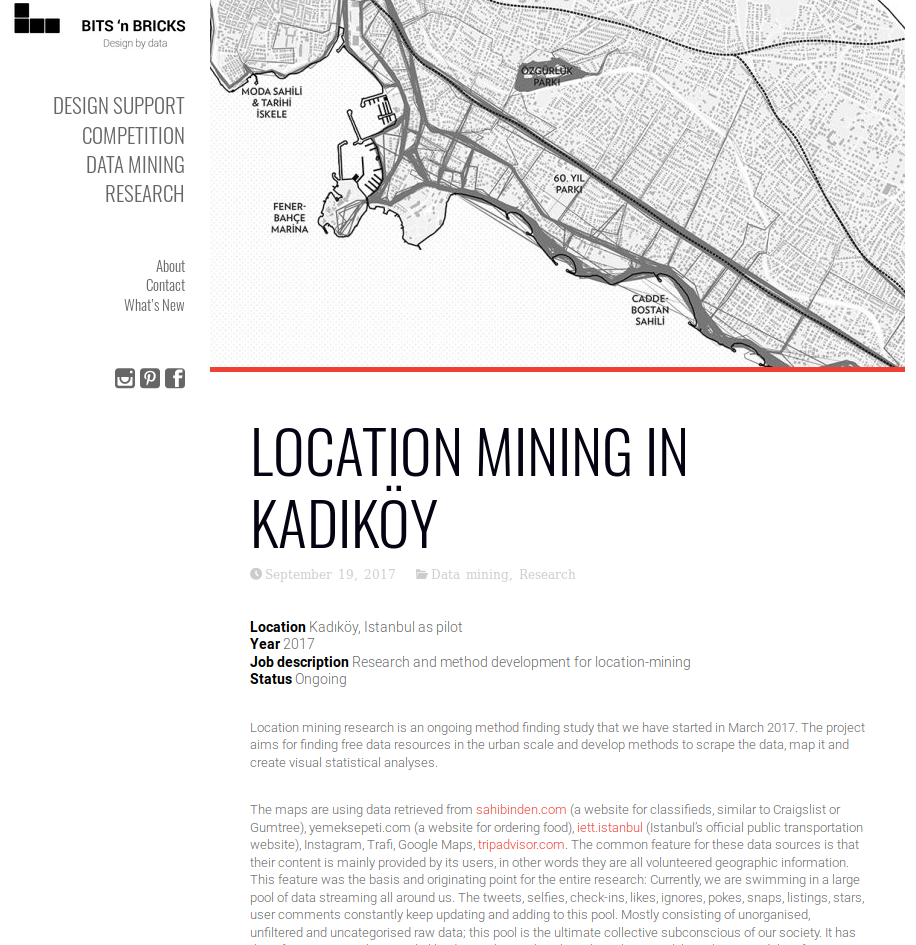 BITS ‘n BRICKS
Design by data
DESIGN SUPPORT
COMPETITION
DATA MINING
RESEARCH
About
Contact
What's New
MODA SAHİLİ
& TARİHİ
İSKELE
ÖZGÜRLÜK
PARKI
60. YIL
PARKI
FENER-
BAHÇE
MARİNA
CADDE-
BOSTAN
SAHİLİ
LOCATION MINING IN
KADIKÖY
September 19, 2017 Data mining, Research
Location Kadıköy, Istanbul as pilot
Year 2017
Job description Research and method development for location-mining
Status Ongoing
Location mining research is an ongoing method finding study that we have started in March 2017. The project
aims for finding free data resources in the urban scale and develop methods to scrape the data, map it and
create visual statistical analyses.
The maps are using data retrieved from sahibinden.com (a website for classifieds, similar to Craigslist or
Gumtree), yemeksepeti.com (a website for ordering food), iett.istanbul (Istanbul's official public transportation
website), Instagram, Trafi, Google Maps, tripadvisor.com. The common feature for these data sources is that
their content is mainly provided by its users, in other words they are all volunteered geographic information.
This feature was the basis and originating point for the entire research: Currently, we are swimming in a large
pool of data streaming all around us. The tweets, selfies, check-ins, likes, ignores, pokes, snaps, listings, stars,
user comments constantly keep updating and adding to this pool. Mostly consisting of unorganised,
unfiltered and uncategorised raw data; this pool is the ultimate collective subconscious of our society. It has